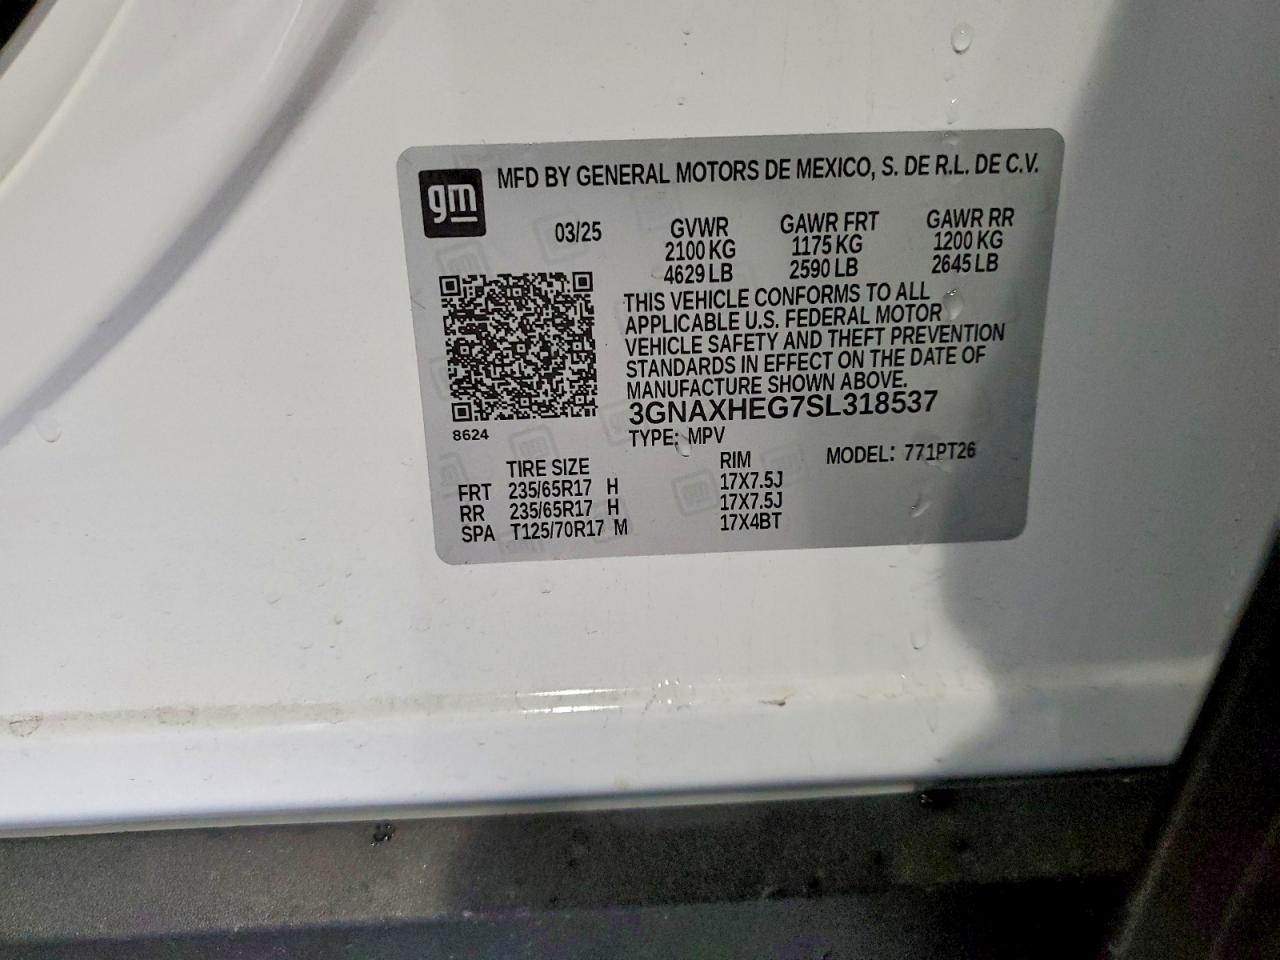 gm
MFD BY GENERAL MOTORS DE MEXICO, S. DE R.L. DE C.V.
03/25 GVWR GAWR FRT GAWR RR
2100 KG 1175 KG 1200 KG
4629 LB 2590 LB 2645 LB
THIS VEHICLE CONFORMS TO ALL
APPLICABLE U.S. FEDERAL MOTOR
VEHICLE SAFETY AND THEFT PREVENTION
STANDARDS IN EFFECT ON THE DATE OF
MANUFACTURE SHOWN ABOVE.
3GNAXHEG7SL318537
8624
TYPE: MPV
MODEL: 771PT26
TIRE SIZE RIM
FRT 235/65R17 H 17X7.5J
RR 235/65R17 H 17X7.5J
SPA T125/70R17 M 17X4BT